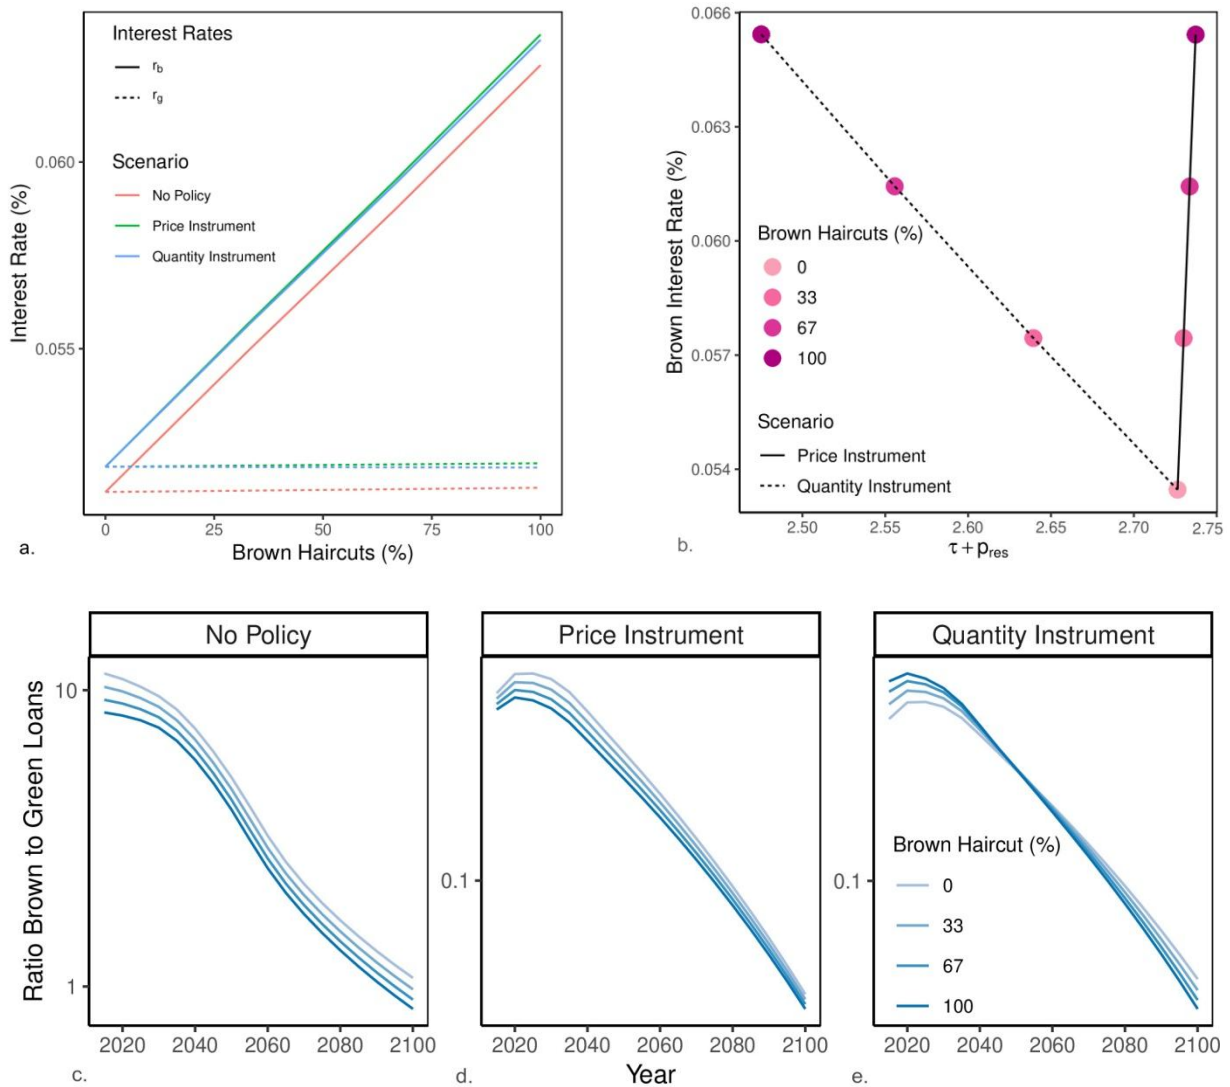 Interest Rates
r_b
r_g
Scenario
No Policy
Price Instrument
Quantity Instrument
Interest Rate (%)
0.060
0.055
0 25 50 75 100
Brown Haircuts (%)
a.
0.066
0.063
0.060
0.057
0.054
Brown Interest Rate (%)
Brown Haircuts (%)
0
33
67
100
Scenario
Price Instrument
Quantity Instrument
2.50 2.55 2.60 2.65 2.70 2.75
τ + p_res
b.
No Policy
Price Instrument
Quantity Instrument
Ratio Brown to Green Loans
10
1
0.1
0.1
Brown Haircut (%)
0
33
67
100
2020 2040 2060 2080 2100
2020 2040 2060 2080 2100
2020 2040 2060 2080 2100
c.
d.
Year
e.